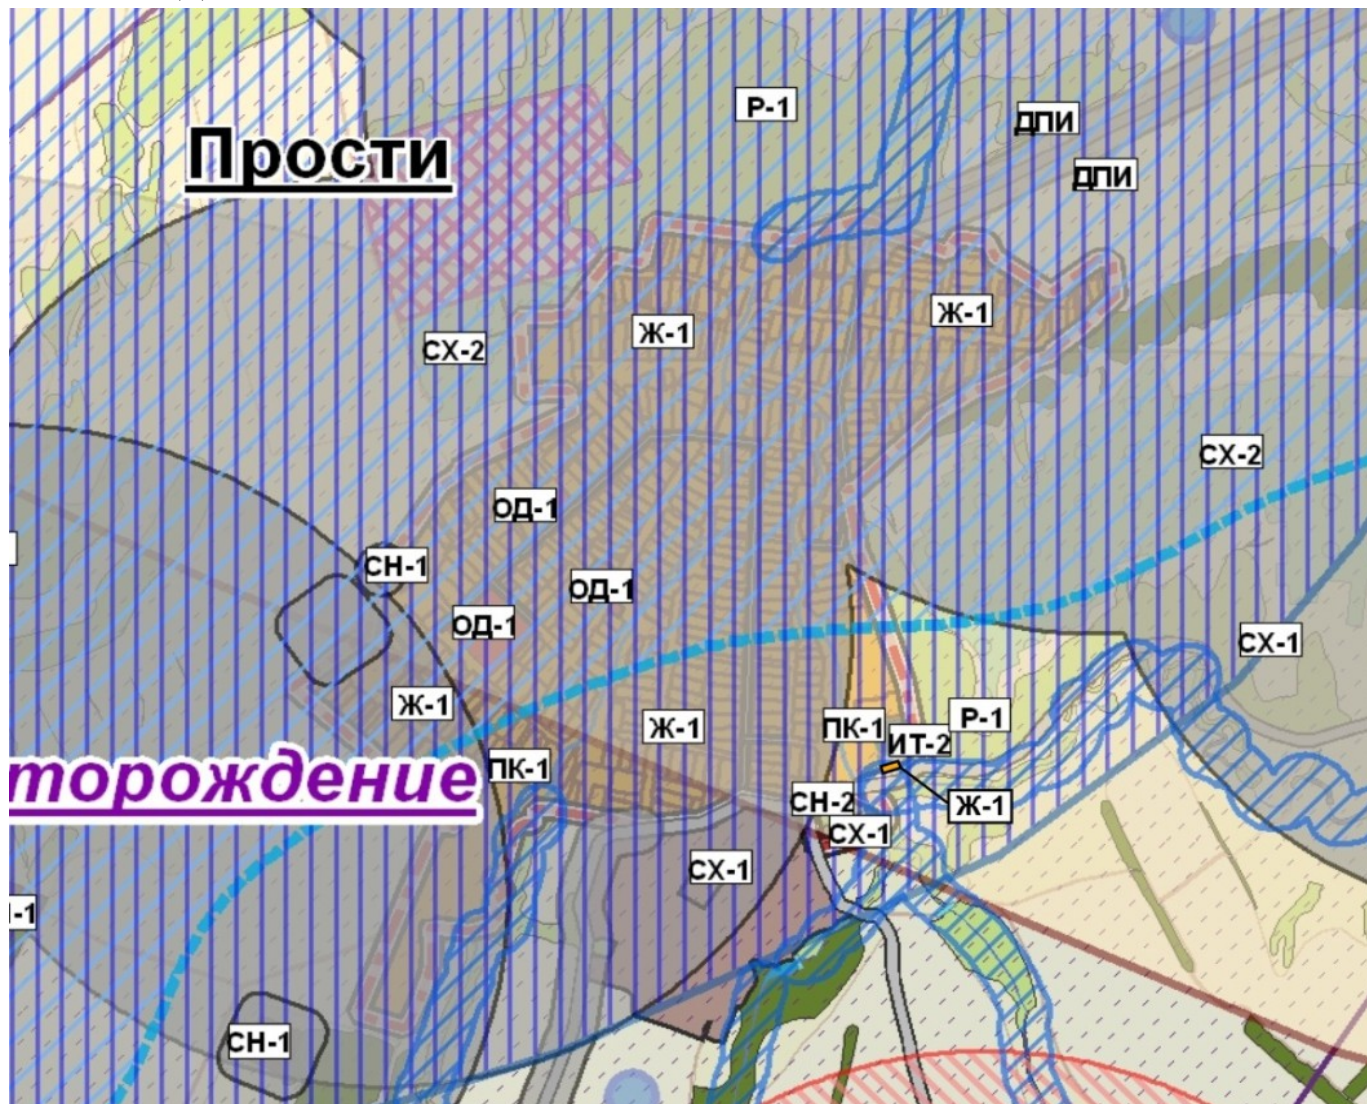 Р-1
ДПИ
Прости
ДПИ
Ж-1
Ж-1
СХ-2
СХ-2
ОД-1
СН-1
ОД-1
ОД-1
СХ-1
Ж-1
Р-1
Ж-1
ПК-1
ИТ-2
торождение
ПК-1
СН-2
Ж-1
СХ-1
СХ-1
-1
СН-1